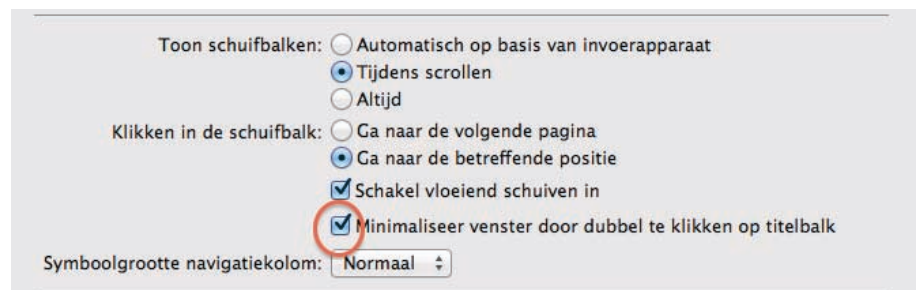 Toon schuifbalken: Automatisch op basis van invoerapparaat
Tijdens scrollen
Altijd
Klikken in de schuifbalk: Ga naar de volgende pagina
Ga naar de betreffende positie
Schakel vloeiend schuiven in
Minimaliseer venster door dubbel te klikken op titelbalk
Symboolgrootte navigatiekolom: Normaal